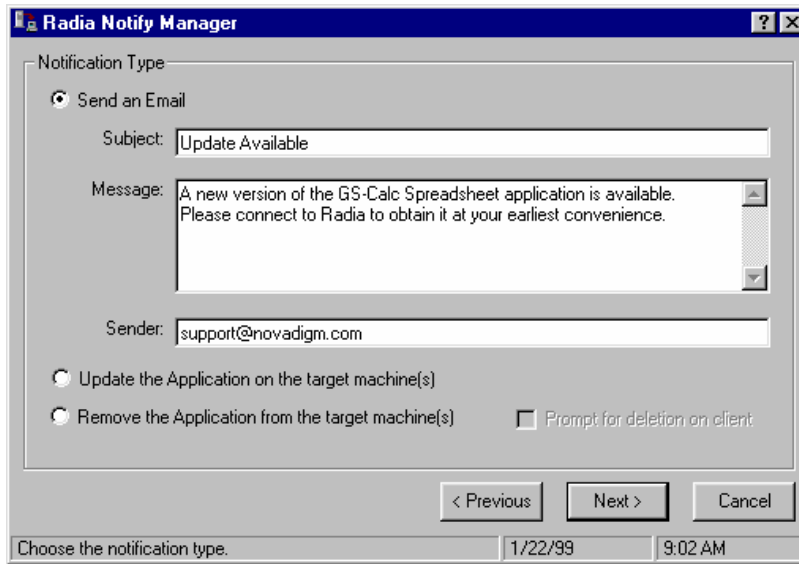 Radia Notify Manager
Notification Type
Send an Email
Subject: Update Available
Message: A new version of the GS-Calc Spreadsheet application is available.
Please connect to Radia to obtain it at your earliest convenience.
Sender: support@novadigm.com
Update the Application on the target machine(s)
Remove the Application from the target machine(s) Prompt for deletion on client
< Previous Next > Cancel
Choose the notification type. 1/22/99 9:02 AM